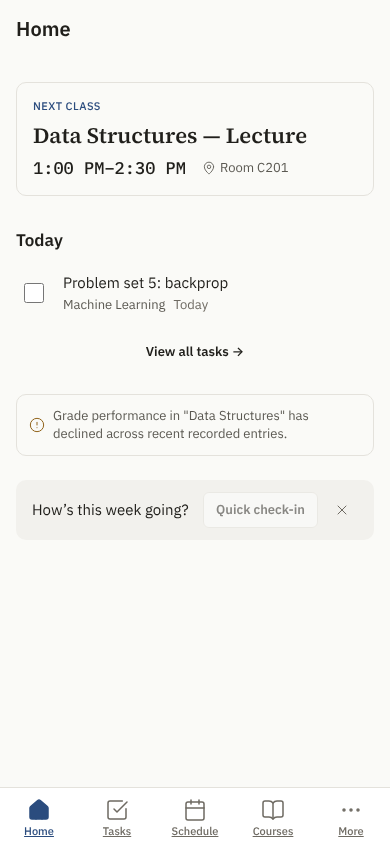 Home
NEXT CLASS
Data Structures — Lecture
1:00 PM–2:30 PM Room C201
Today
Problem set 5: backprop
Machine Learning Today
View all tasks →
Grade performance in "Data Structures" has
declined across recent recorded entries.
How’s this week going? Quick check-in
Home Tasks Schedule Courses More